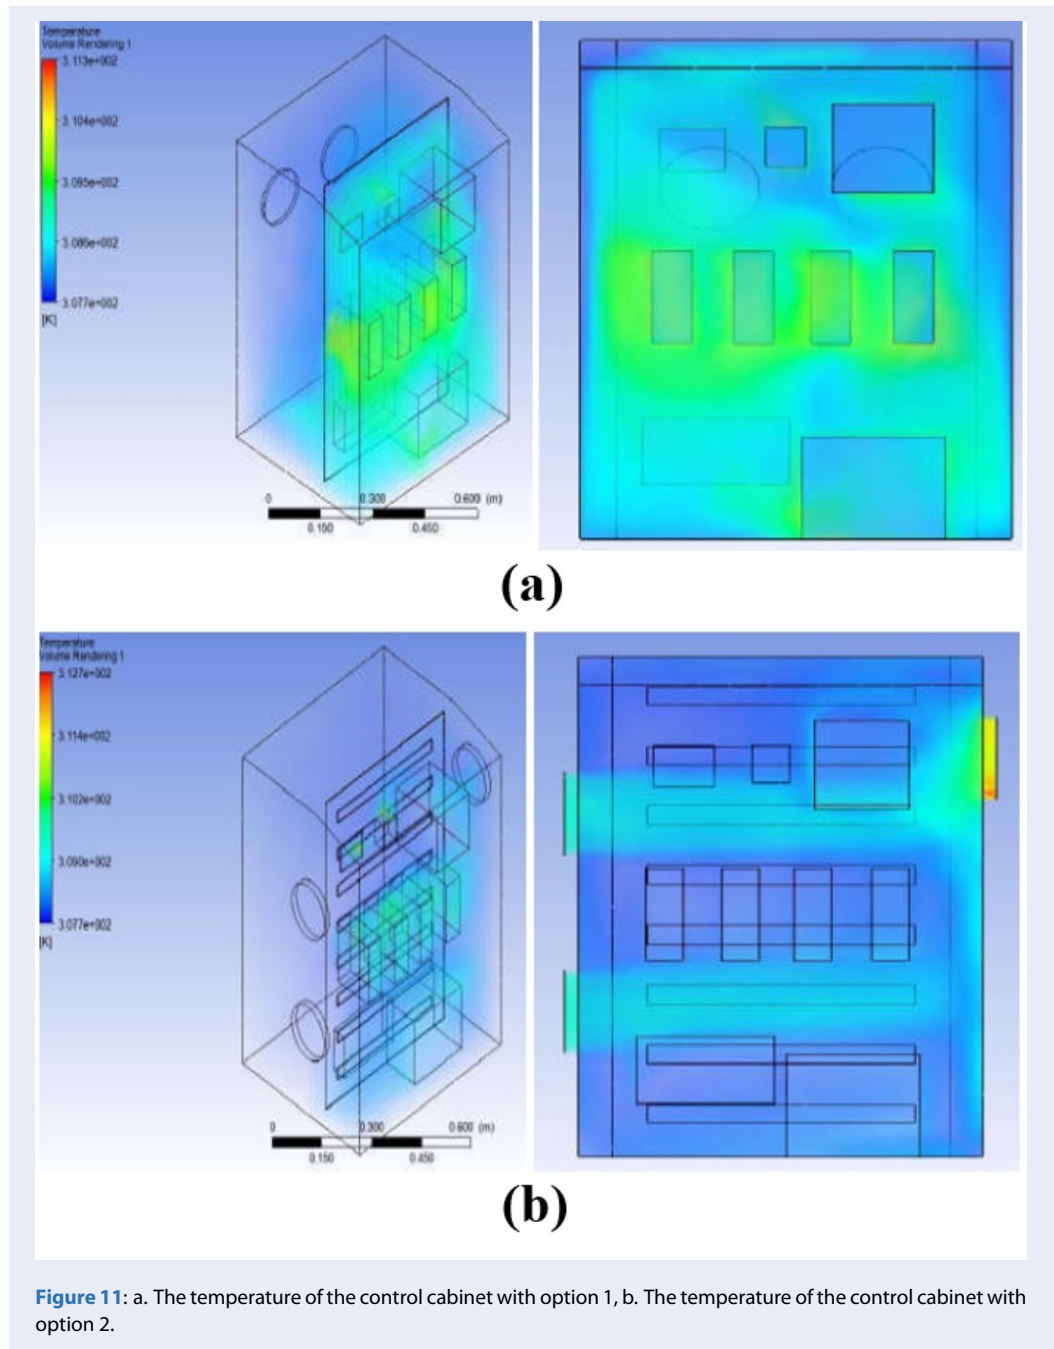 Temperature
Volume Rendering 1
3.113e+002
3.104e+002
3.095e+002
3.086e+002
3.077e+002
[K]
0 0.300 0.600 (m)
0.150 0.450
(a)
Temperature
Volume Rendering 1
3.127e+002
3.114e+002
3.102e+002
3.090e+002
3.077e+002
[K]
0 0.300 0.600 (m)
0.150 0.450
(b)
Figure 11: a. The temperature of the control cabinet with option 1, b. The temperature of the control cabinet with
option 2.